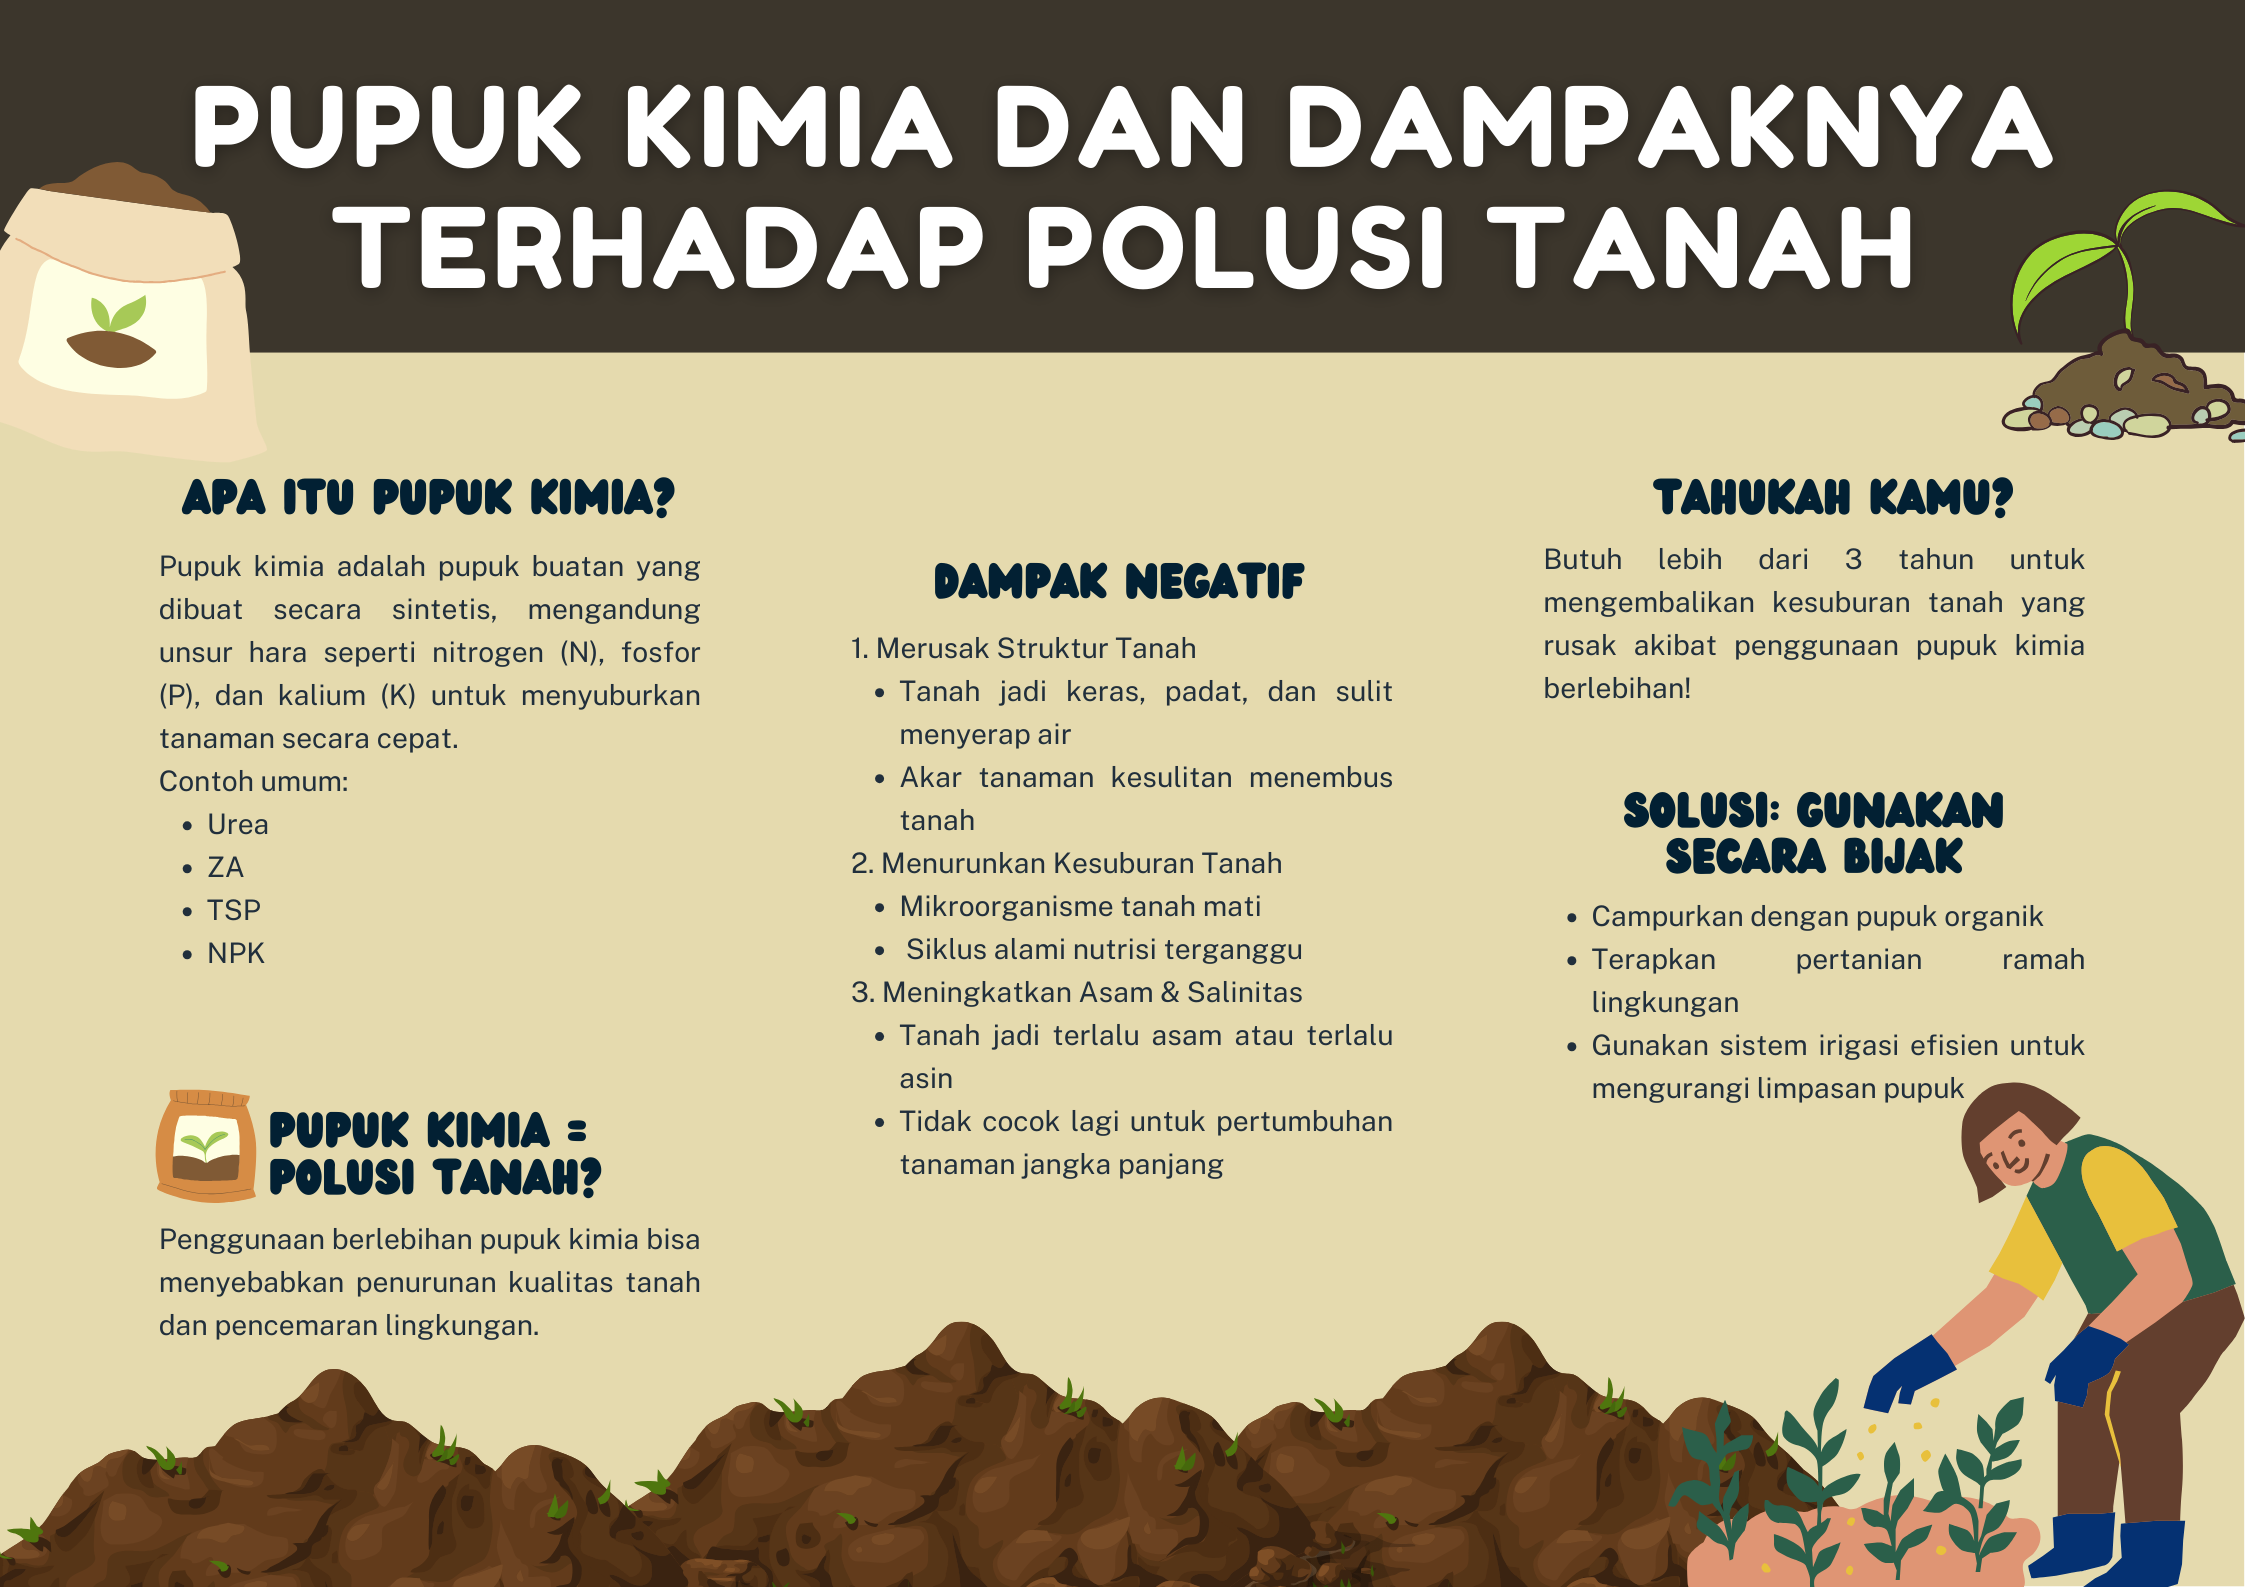 PUPUK KIMIA DAN DAMPAKNYA
TERHADAP POLUSI TANAH
APA ITU PUPUK KIMIA?
Pupuk kimia adalah pupuk buatan yang
dibuat secara sintetis, mengandung
unsur hara seperti nitrogen (N), fosfor
(P), dan kalium (K) untuk menyuburkan
tanaman secara cepat.
Contoh umum:
• Urea
• ZA
• TSP
• NPK
PUPUK KIMIA =
POLUSI TANAH?
Penggunaan berlebihan pupuk kimia bisa
menyebabkan penurunan kualitas tanah
dan pencemaran lingkungan.
DAMPAK NEGATIF
1. Merusak Struktur Tanah
• Tanah jadi keras, padat, dan sulit
menyerap air
• Akar tanaman kesulitan menembus
tanah
2. Menurunkan Kesuburan Tanah
• Mikroorganisme tanah mati
• Siklus alami nutrisi terganggu
3. Meningkatkan Asam & Salinitas
• Tanah jadi terlalu asam atau terlalu
asin
• Tidak cocok lagi untuk pertumbuhan
tanaman jangka panjang
TAHUKAH KAMU?
Butuh lebih dari 3 tahun untuk
mengembalikan kesuburan tanah yang
rusak akibat penggunaan pupuk kimia
berlebihan!
SOLUSI: GUNAKAN
SECARA BIJAK
• Campurkan dengan pupuk organik
• Terapkan pertanian ramah
lingkungan
• Gunakan sistem irigasi efisien untuk
mengurangi limpasan pupuk